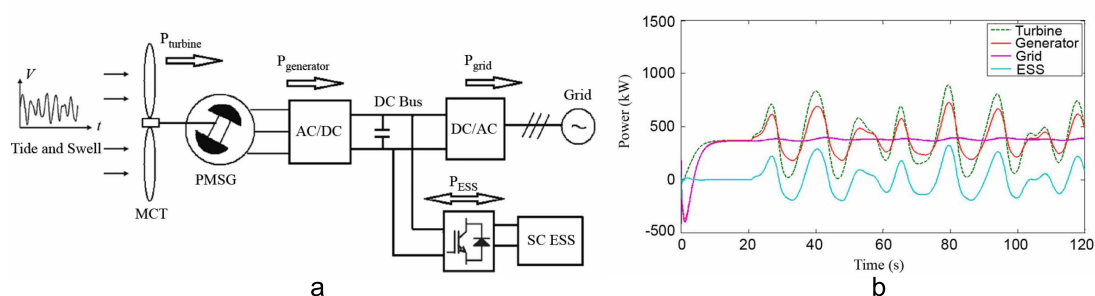 P_turbine
P_generator
P_grid
V
DC Bus
Grid
AC/DC
DC/AC
~
t
Tide and Swell
PMSG
P_ESS
MCT
SC ESS
a
1500
1000
500
0
-500
Power (kW)
Turbine
Generator
Grid
ESS
0 20 40 60 80 100 120
Time (s)
b